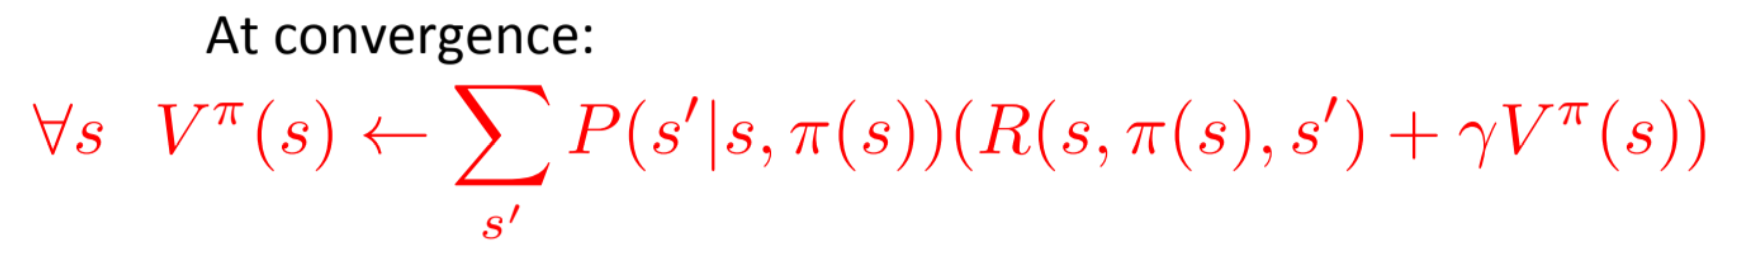 At convergence:
∀s V^π(s) ← ∑_{s′} P(s′|s, π(s))(R(s, π(s), s′) + γV^π(s))